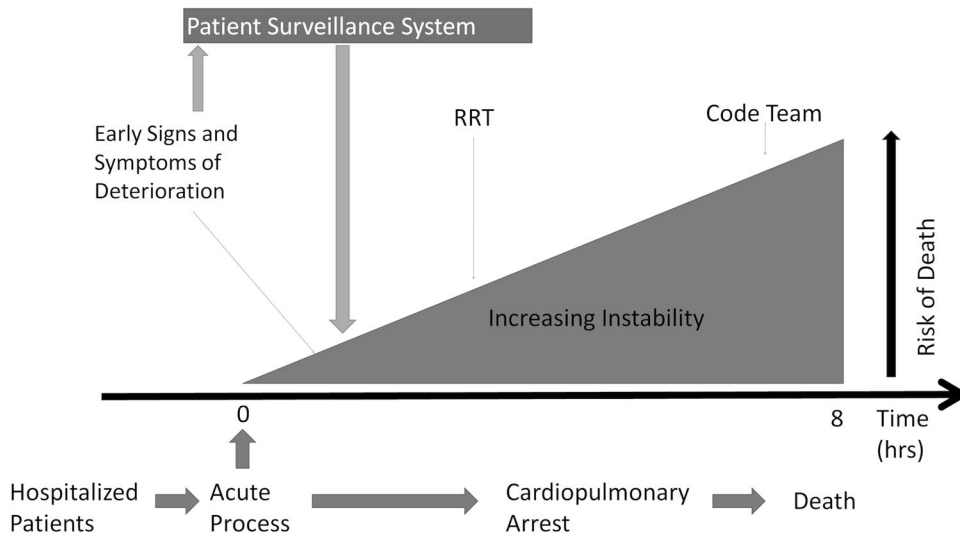 Patient Surveillance System
Early Signs and
Symptoms of
Deterioration
RRT
Code Team
Increasing Instability
Risk of Death
0
8
Time
(hrs)
Hospitalized
Patients
Acute
Process
Cardiopulmonary
Arrest
Death